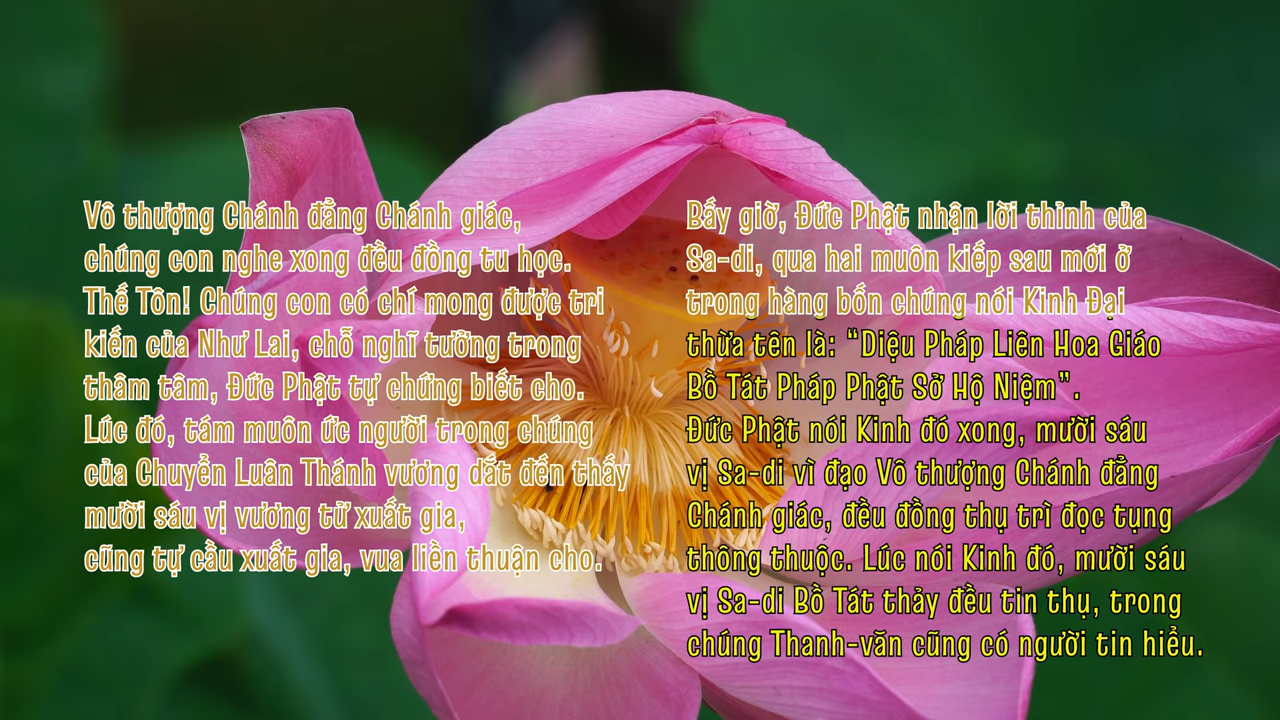 Vô thượng Chánh đẳng Chánh giác,
chúng con nghe xong đều đồng tu học.
Thế Tôn! Chúng con có chí mong được tri
kiến của Như Lai, chỗ nghĩ tưởng trong
thâm tâm, Đức Phật tự chứng biết cho.
Lúc đó, tám muôn ức người trong chúng
của Chuyển Luân Thánh vương dắt đến thấy
mười sáu vị vương tử xuất gia,
cũng tự cầu xuất gia, vua liền thuận cho.
Bấy giờ, Đức Phật nhận lời thỉnh của
Sa-di, qua hai muôn kiếp sau mới ở
trong hàng bốn chúng nói Kinh Đại
thừa tên là: “Diệu Pháp Liên Hoa Giáo
Bồ Tát Pháp Phật Sở Hộ Niệm”.
Đức Phật nói Kinh đó xong, mười sáu
vị Sa-di vì đạo Vô thượng Chánh đẳng
Chánh giác, đều đồng thụ trì đọc tụng
thông thuộc. Lúc nói Kinh đó, mười sáu
vị Sa-di Bồ Tát thảy đều tin thụ, trong
chúng Thanh-văn cũng có người tin hiểu.